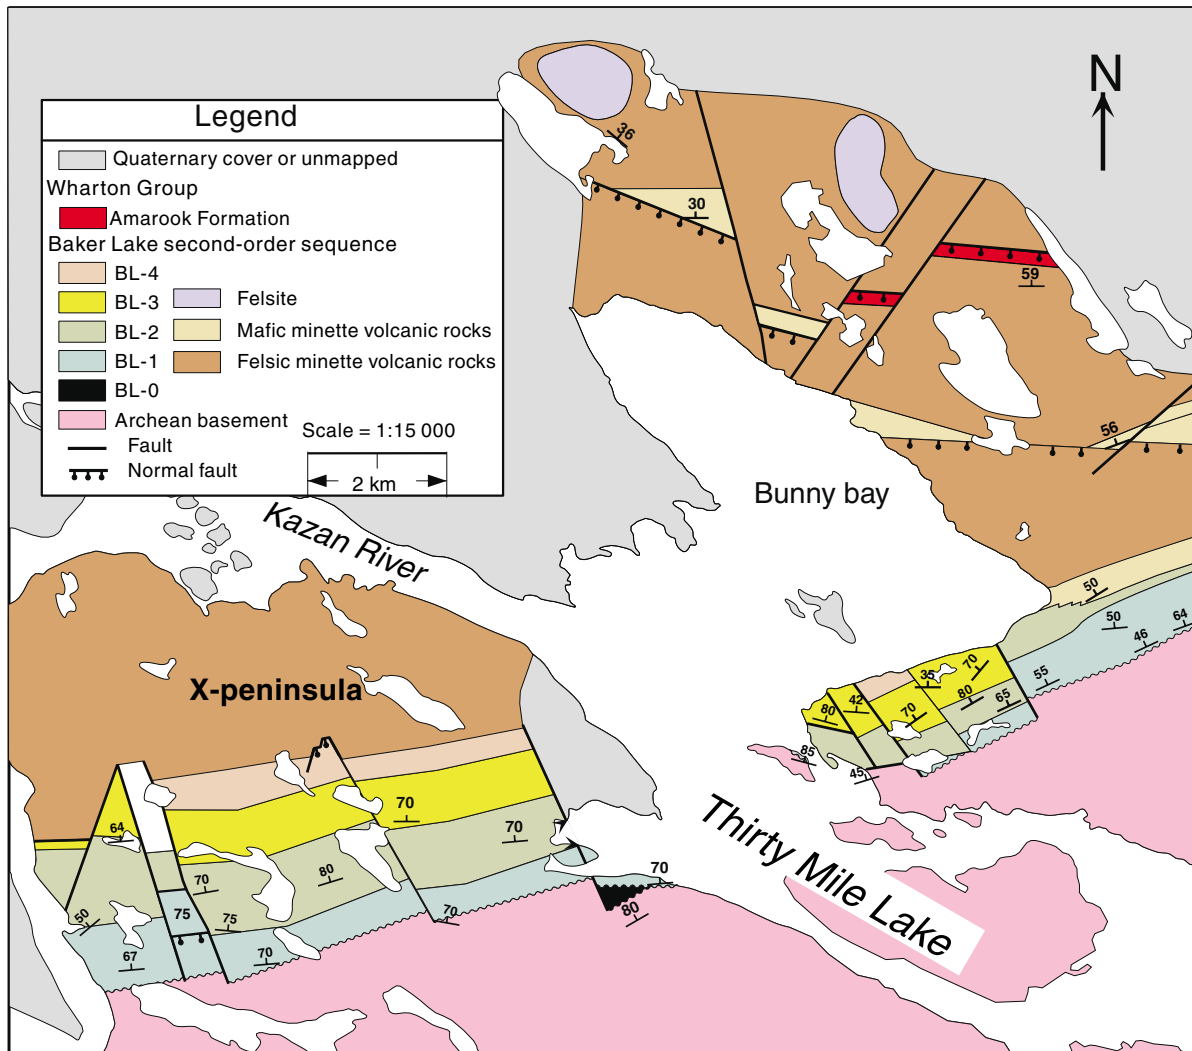 N
Legend
Quaternary cover or unmapped
Wharton Group
Amarook Formation
Baker Lake second-order sequence
BL-4
BL-3
Felsite
BL-2
Mafic minette volcanic rocks
BL-1
Felsic minette volcanic rocks
BL-0
Archean basement
Scale = 1:15 000
Fault
Normal fault
2 km
36
30
59
56
Bunny bay
Kazan River
50
50
46
64
55
X-peninsula
70
35
80
42
80
65
70
85
45
Thirty Mile Lake
64
70
70
80
70
50
75
75
70
70
80
67
70